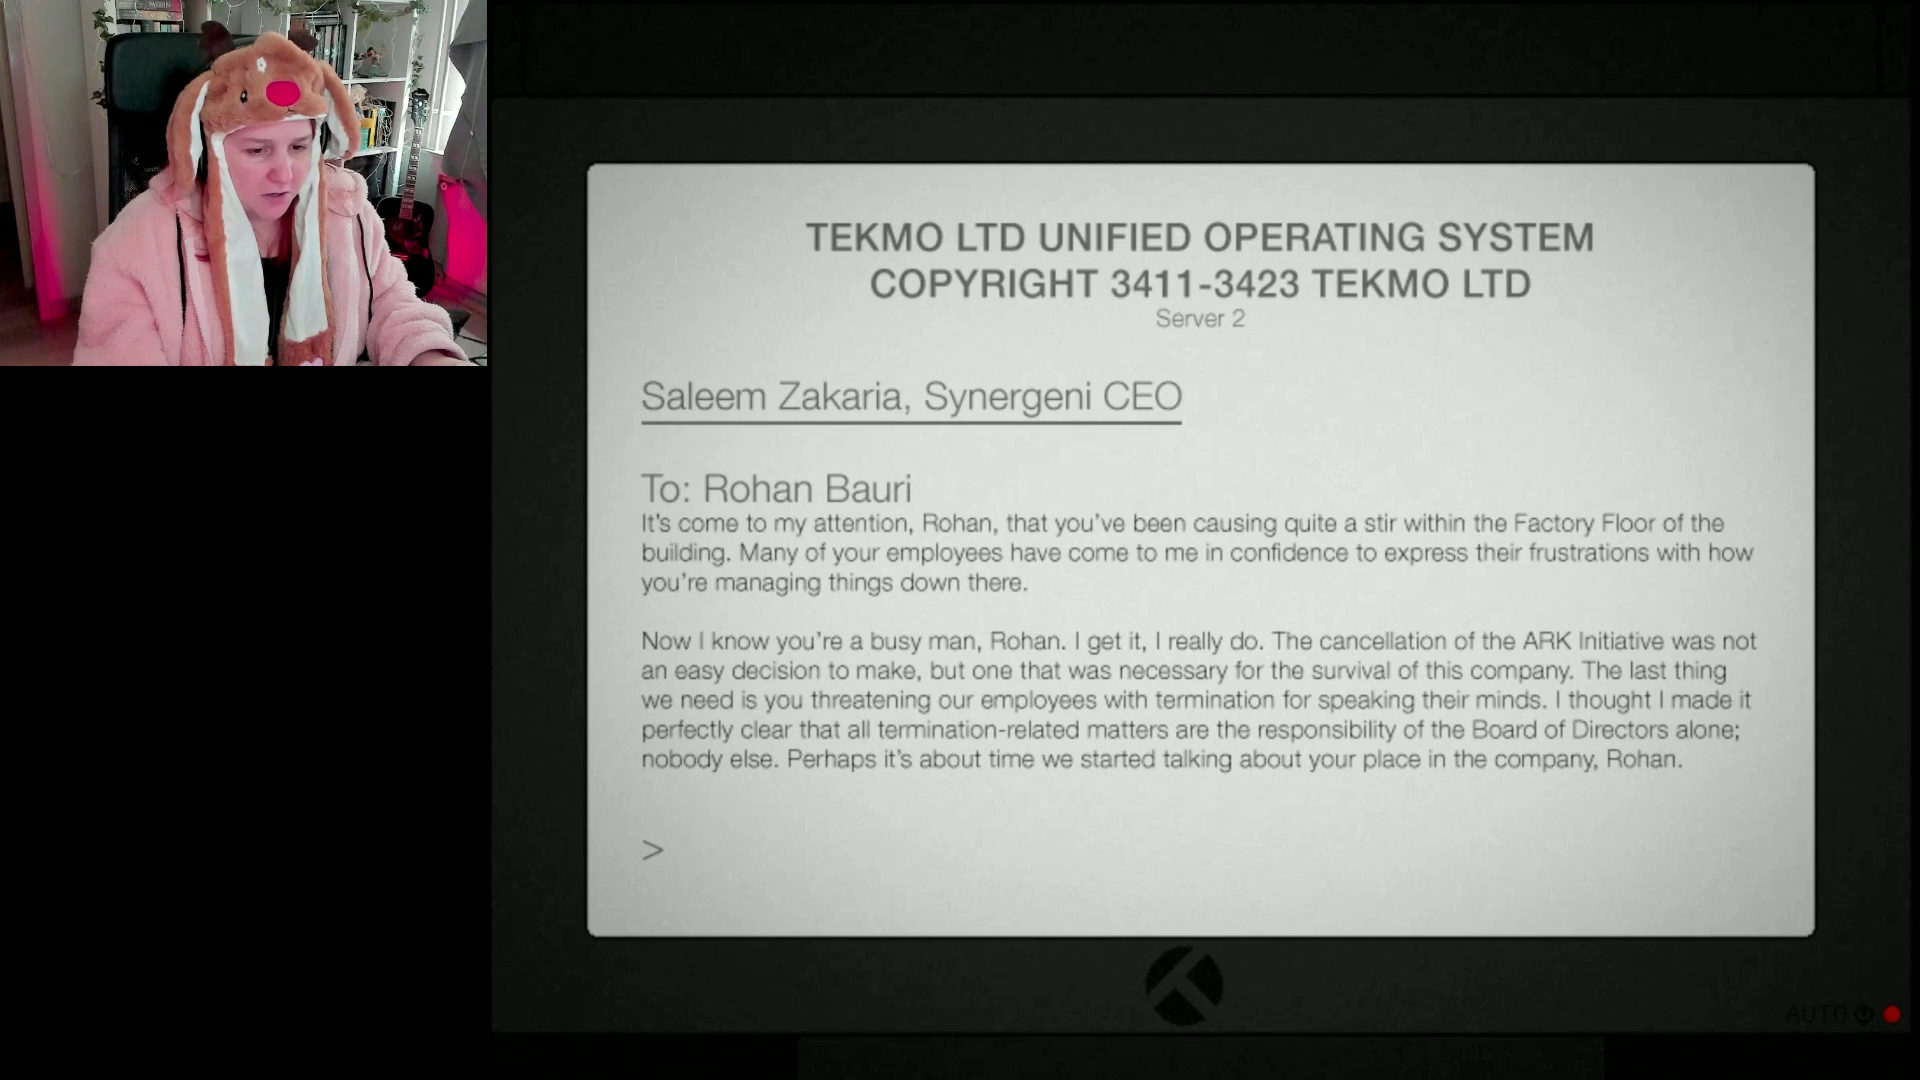 TEKMO LTD UNIFIED OPERATING SYSTEM
COPYRIGHT 3411-3423 TEKMO LTD
Server 2
Saleem Zakaria, Synergeni CEO
To: Rohan Bauri
It's come to my attention, Rohan, that you've been causing quite a stir within the Factory Floor of the
building. Many of your employees have come to me in confidence to express their frustrations with how
you're managing things down there.
Now I know you're a busy man, Rohan. I get it, I really do. The cancellation of the ARK Initiative was not
an easy decision to make, but one that was necessary for the survival of this company. The last thing
we need is you threatening our employees with termination for speaking their minds. I thought I made it
perfectly clear that all termination-related matters are the responsibility of the Board of Directors alone;
nobody else. Perhaps it's about time we started talking about your place in the company, Rohan.
>
AUTO